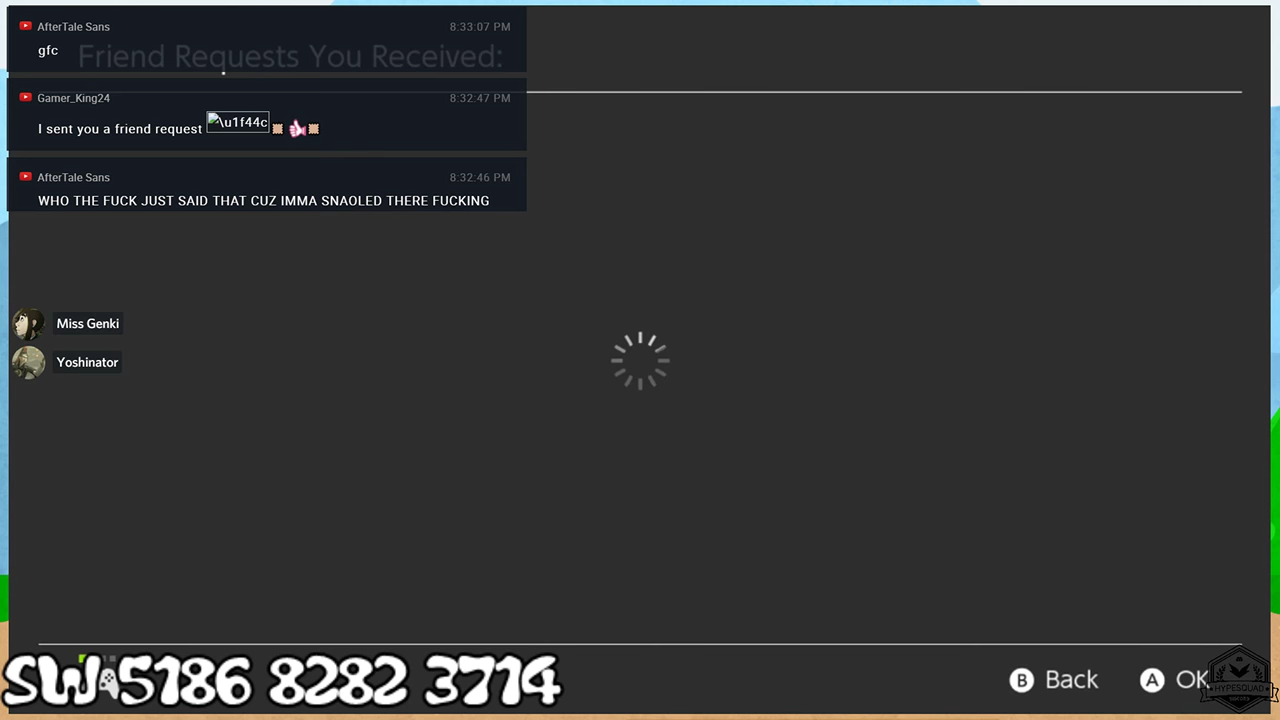 AfterTale Sans 8:33:07 PM
gfc
Friend Requests You Received:
Gamer_King24 8:32:47 PM
I sent you a friend request \u1f44c
AfterTale Sans 8:32:46 PM
WHO THE FUCK JUST SAID THAT CUZ IMMA SNAOLED THERE FUCKING
Miss Genki
Yoshinator
SW 5186 8282 3714
B Back A OK
HYPESQUAD